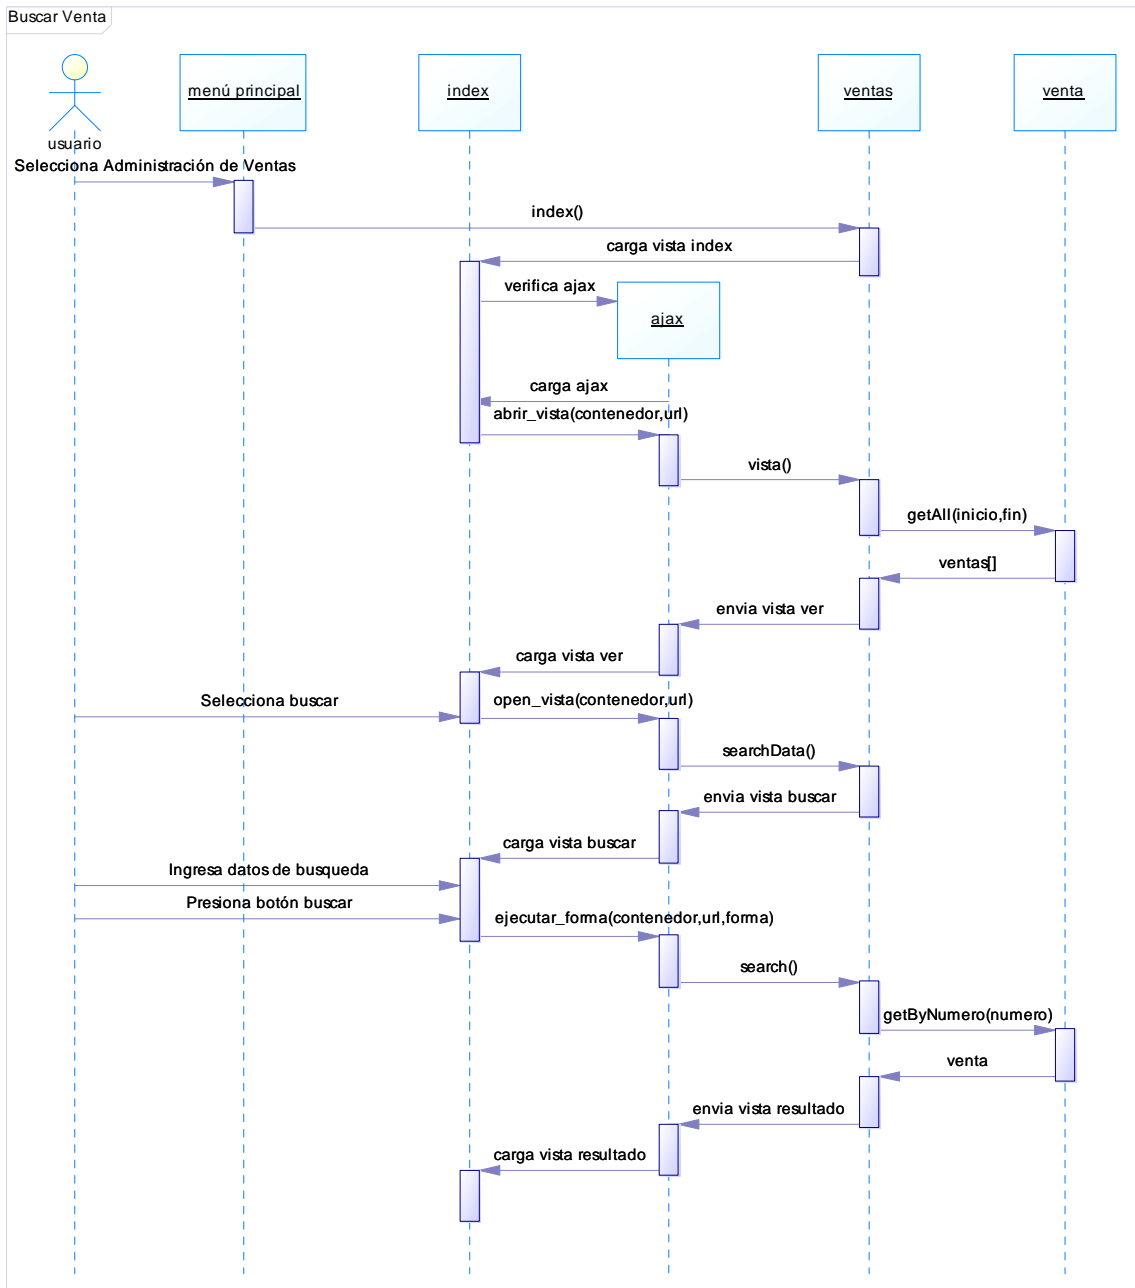 Buscar Venta
menú principal
index
ventas
venta
usuario
Selecciona Administración de Ventas
index()
carga vista index
verifica ajax
ajax
carga ajax
abrir_vista(contenedor,url)
vista()
getAll(inicio,fin)
ventas[]
envia vista ver
carga vista ver
Selecciona buscar
open_vista(contenedor,url)
searchData()
envia vista buscar
carga vista buscar
Ingresa datos de busqueda
Presiona botón buscar
ejecutar_forma(contenedor,url,forma)
search()
getByNumero(numero)
venta
envia vista resultado
carga vista resultado